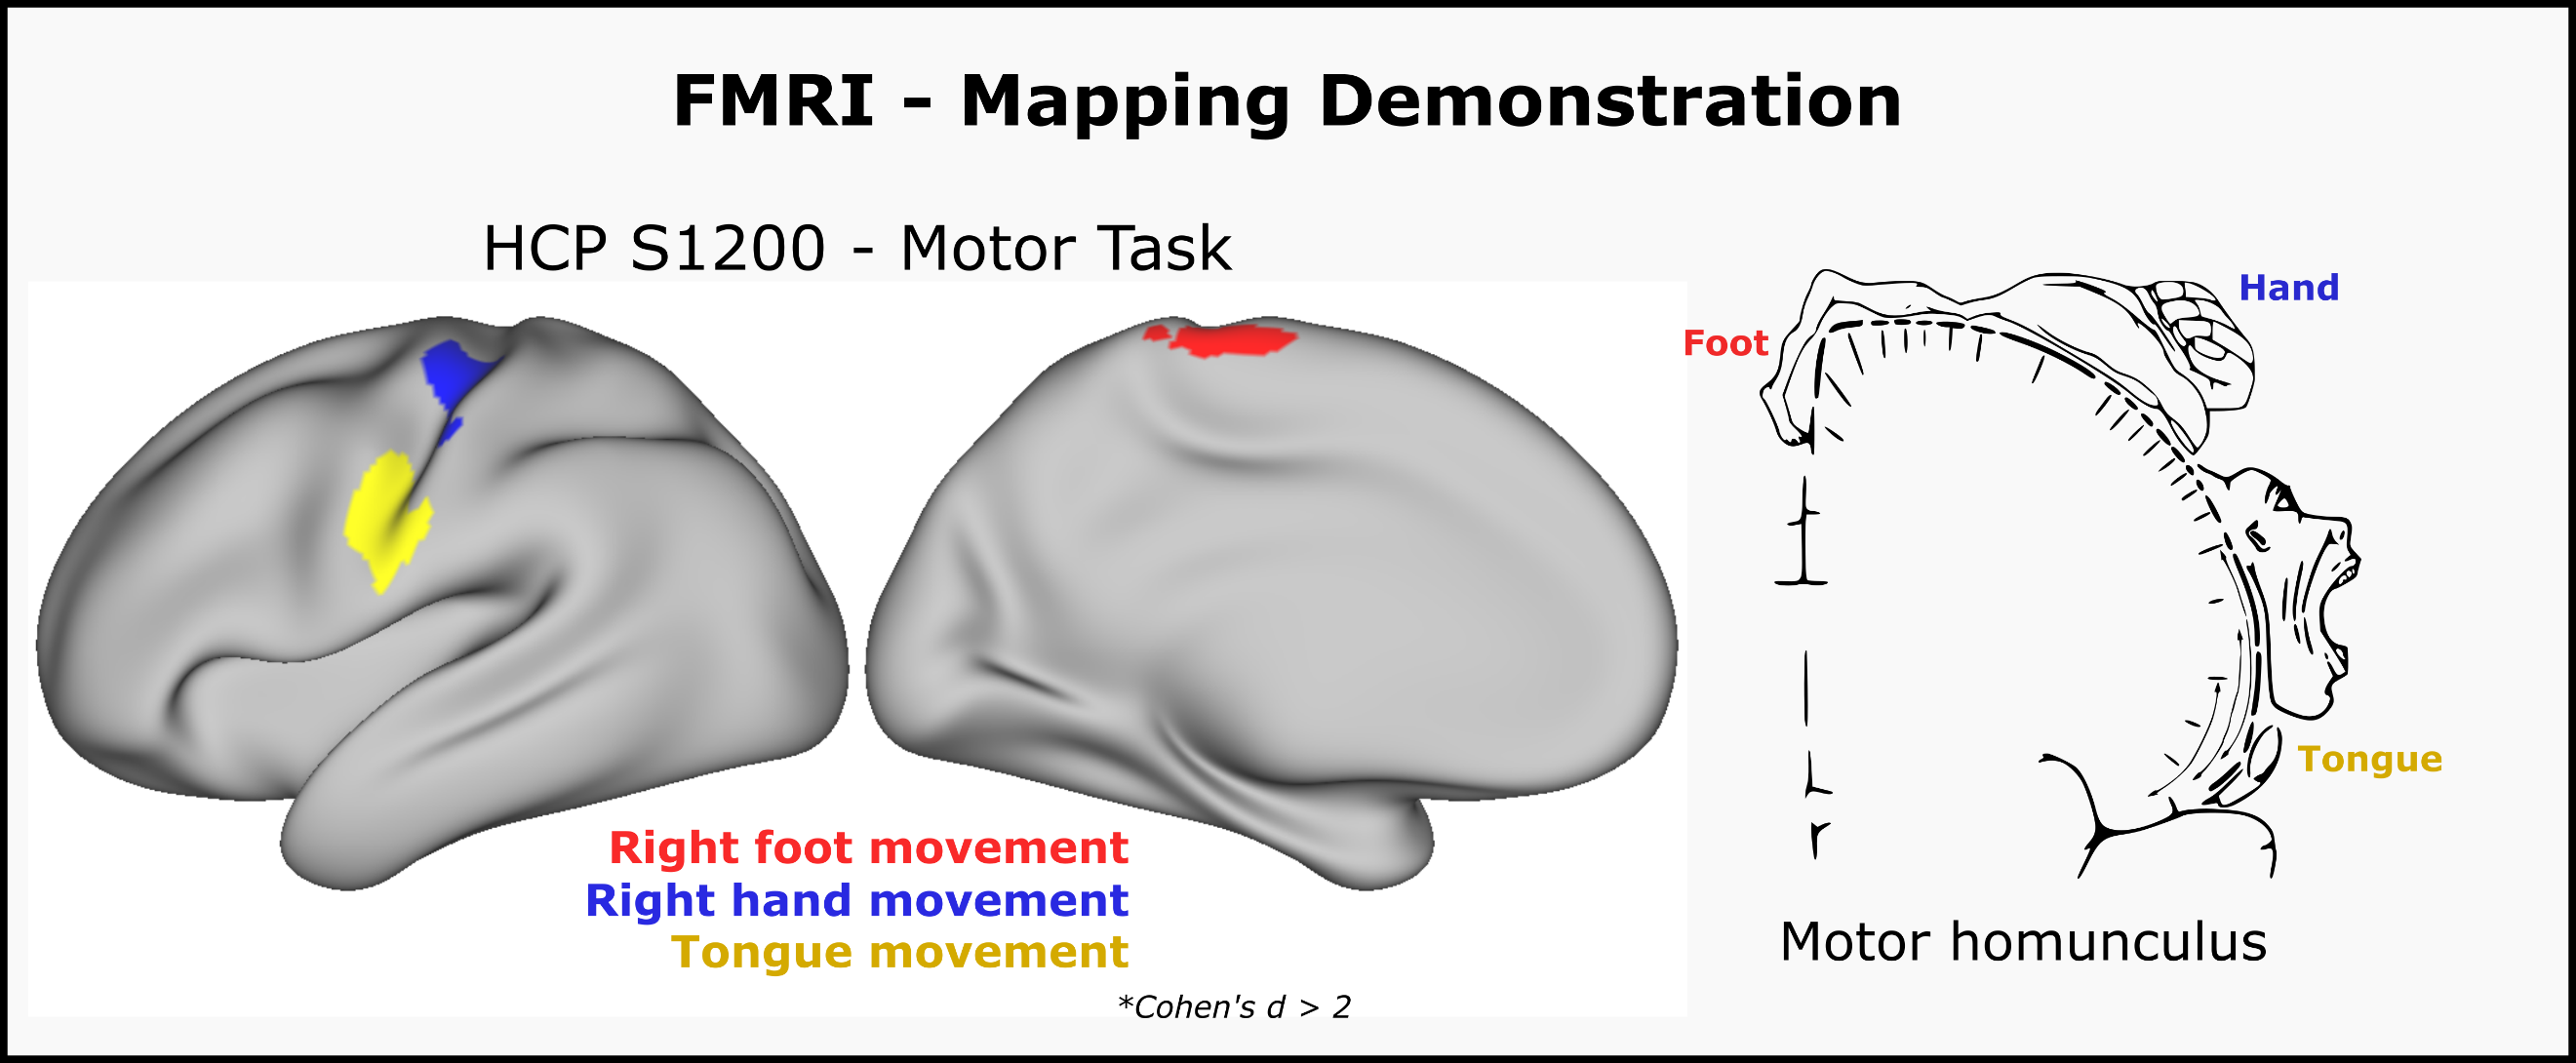 FMRI - Mapping Demonstration
HCP S1200 - Motor Task
Right foot movement
Right hand movement
Tongue movement
*Cohen's d > 2
Hand
Foot
Tongue
Motor homunculus